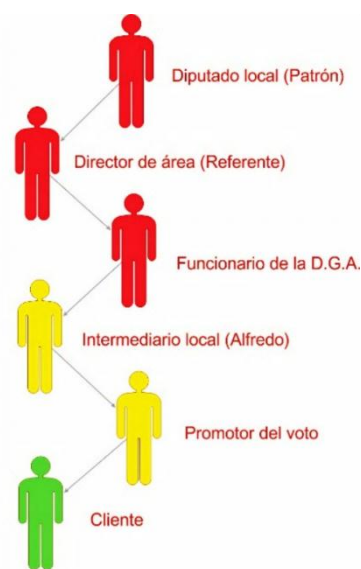 Diputado local (Patrón)
Director de área (Referente)
Funcionario de la D.G.A.
Intermediario local (Alfredo)
Promotor del voto
Cliente